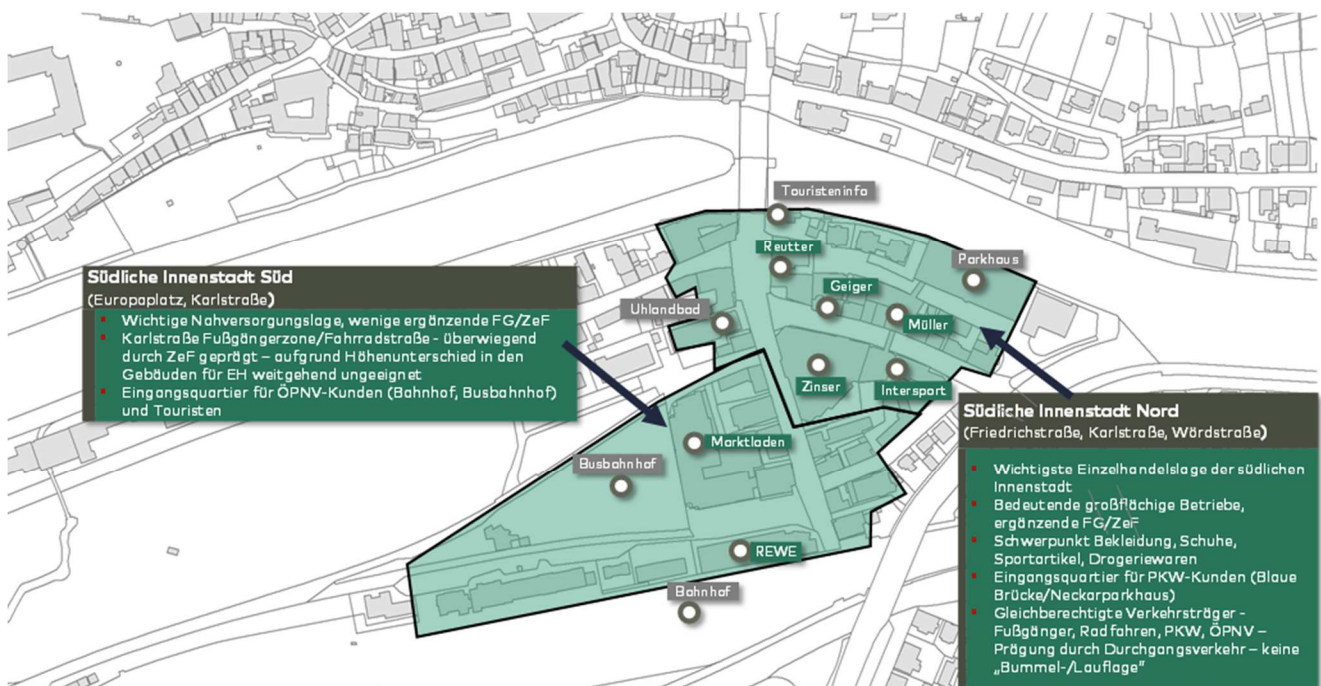 Touristeninfo
Reutter
Parkhaus
Geiger
Uhlandbad
Müller
Zinser
Intersport
Südliche Innenstadt Süd
(Europaplatz, Karlstraße)
Wichtige Nahversorgungslage, wenige ergänzende FG/ZeF
Karlstraße Fußgängerzone/Fahrradstraße - überwiegend
durch ZeF geprägt – aufgrund Höhenunterschied in den
Gebäuden für EH weitgehend ungeeignet
Eingangsquartier für ÖPNV-Kunden (Bahnhof, Busbahnhof)
und Touristen
Marktladen
Busbahnhof
REWE
Bahnhof
Südliche Innenstadt Nord
(Friedrichstraße, Karlstraße, Wördstraße)
Wichtigste Einzelhandelslage der südlichen
Innenstadt
Bedeutende großflächige Betriebe,
ergänzende FG/ZeF
Schwerpunkt Bekleidung, Schuhe,
Sportartikel, Drogeriewaren
Eingangsquartier für PKW-Kunden (Blaue
Brücke/Neckarparkhaus)
Gleichberechtigte Verkehrsträger -
Fußgänger, Radfahren, PKW, ÖPNV –
Prägung durch Durchgangsverkehr – keine
„Bummel-/Lauflage"